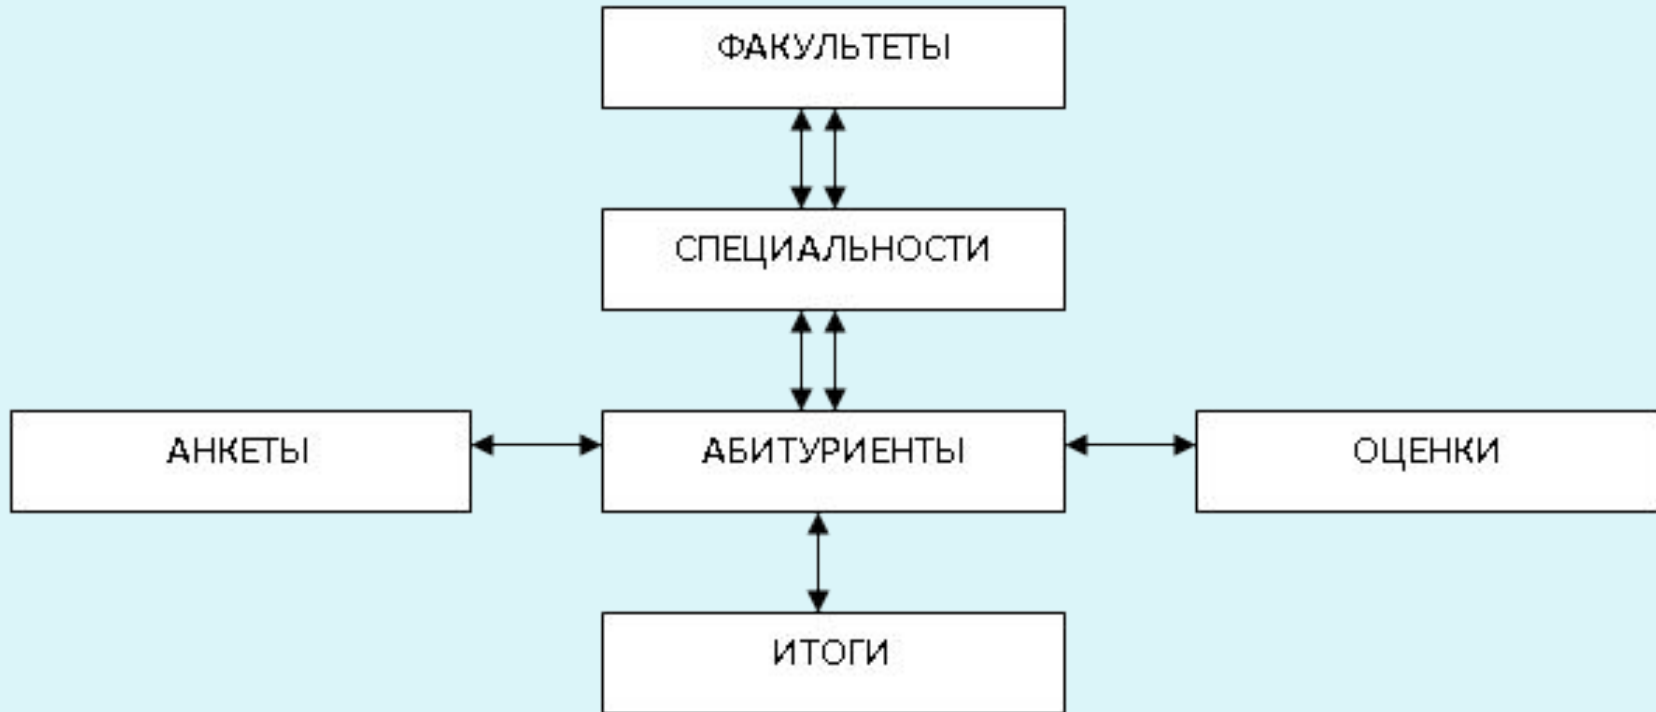 ФАКУЛЬТЕТЫ
СПЕЦИАЛЬНОСТИ
АНКЕТЫ
АБИТУРИЕНТЫ
ОЦЕНКИ
ИТОГИ